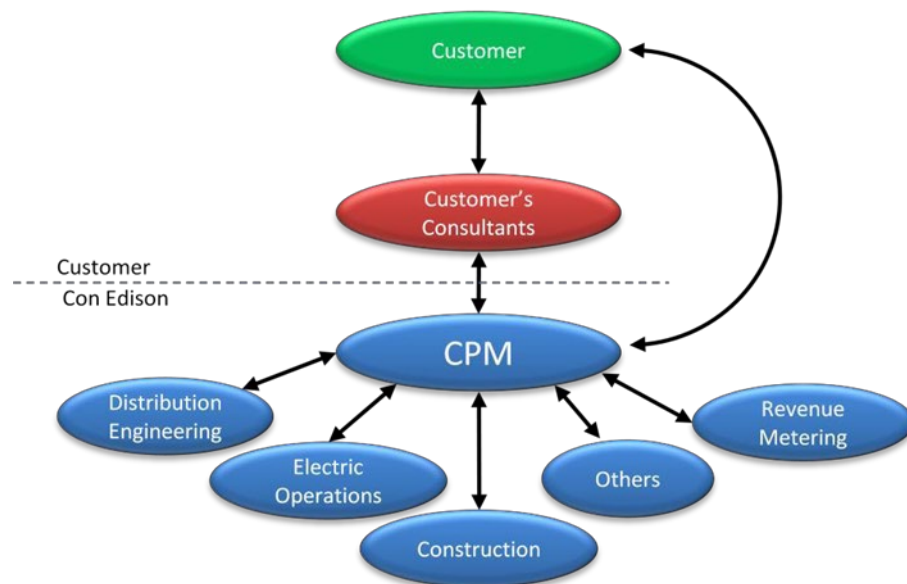 Customer
Customer's
Consultants
Customer
Con Edison
CPM
Distribution
Engineering
Revenue
Metering
Electric
Operations
Others
Construction